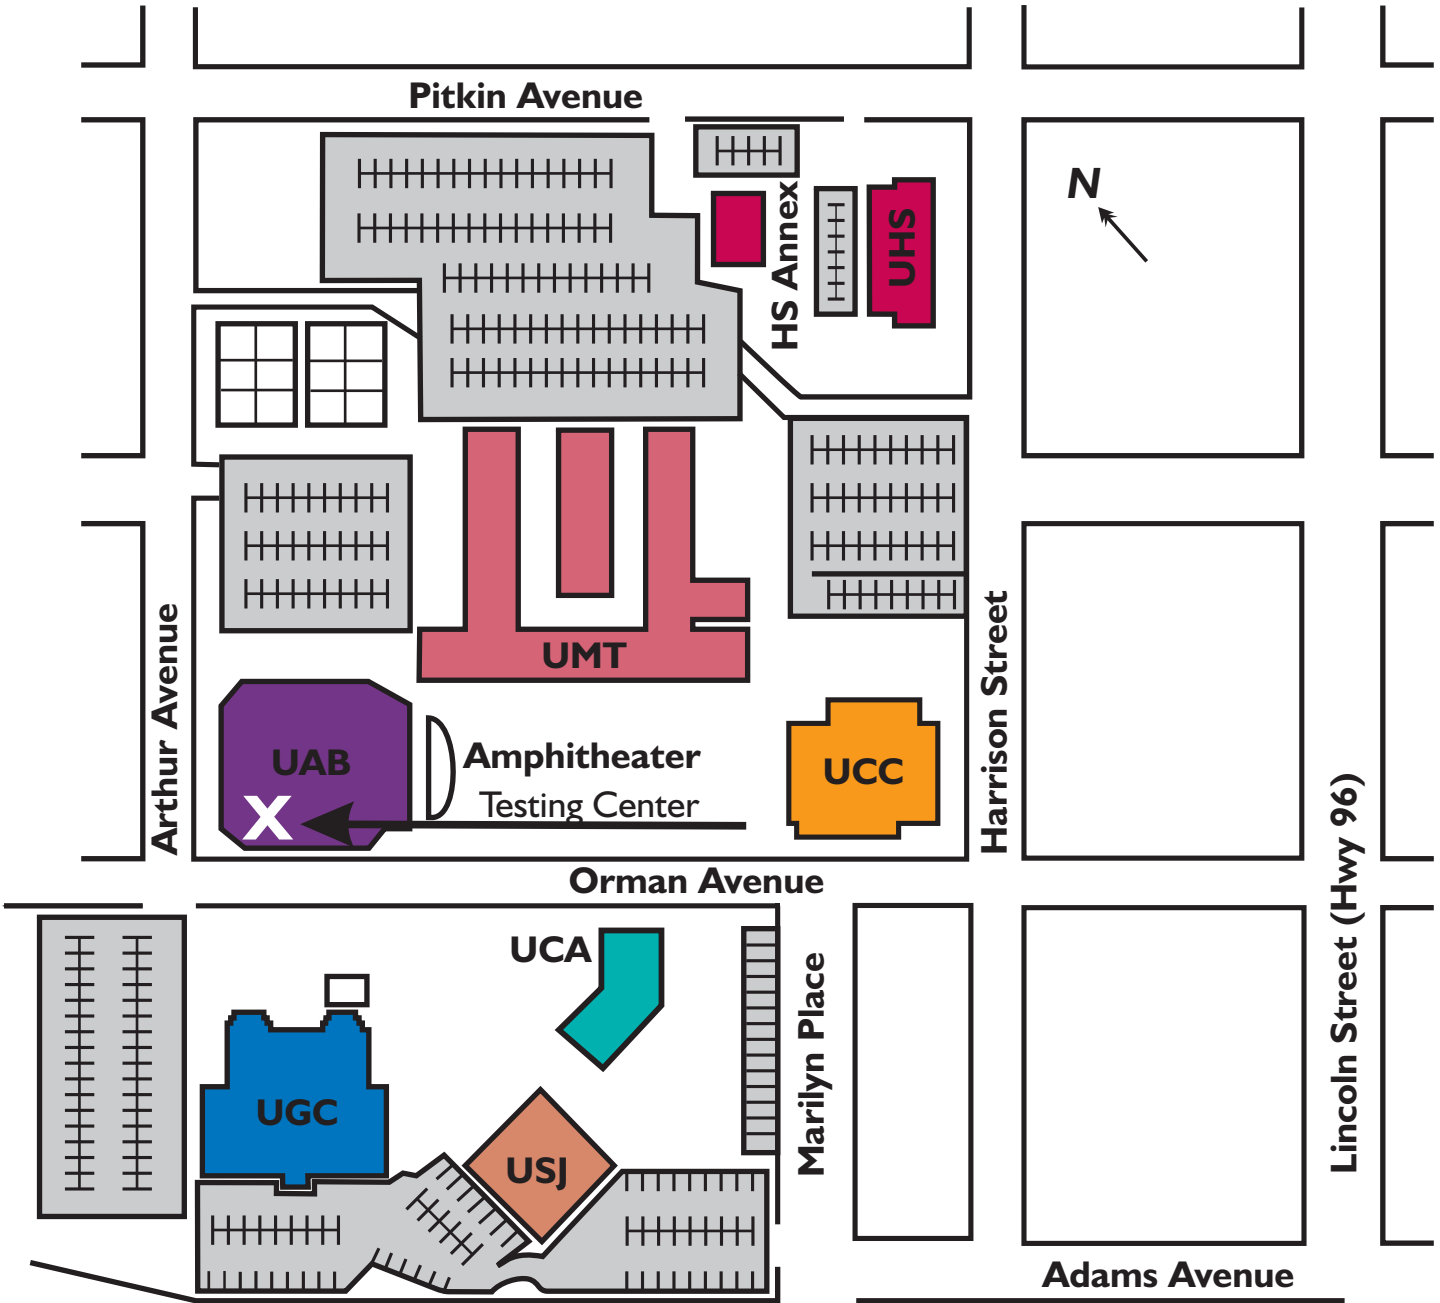 Pitkin Avenue
N
HS Annex
UHS
Arthur Avenue
UMT
Harrison Street
UAB
X
Amphitheater
Testing Center
UCC
Lincoln Street (Hwy 96)
Orman Avenue
UCA
Marilyn Place
UGC
USJ
Adams Avenue